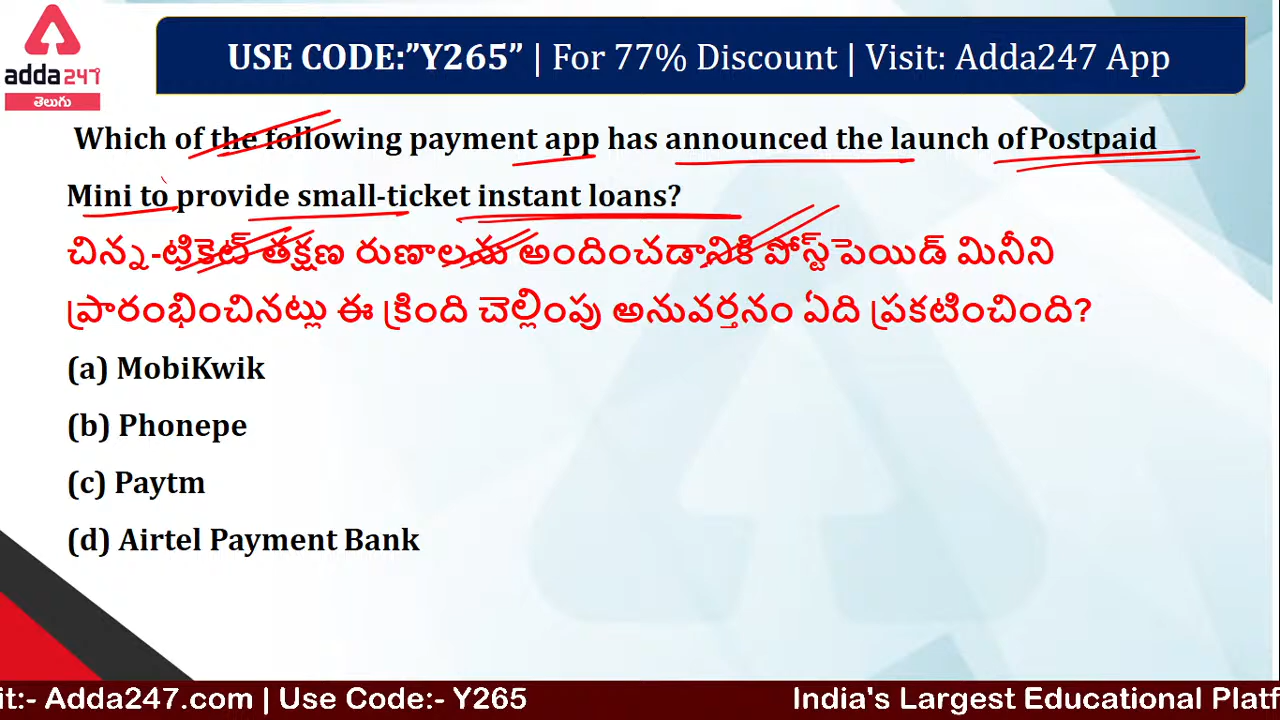 adda247
తెలుగు
USE CODE:”Y265” | For 77% Discount | Visit: Adda247 App
Which of the following payment app has announced the launch of Postpaid
Mini to provide small-ticket instant loans?
చిన్న-టికెట్ తక్షణ రుణాలను అందించడానికి పోస్ట్‌పెయిడ్ మినీని
ప్రారంభించినట్లు ఈ క్రింది చెల్లింపు అనువర్తనం ఏది ప్రకటించింది?
(a) MobiKwik
(b) Phonepe
(c) Paytm
(d) Airtel Payment Bank
it:- Adda247.com | Use Code:- Y265 India's Largest Educational Platf